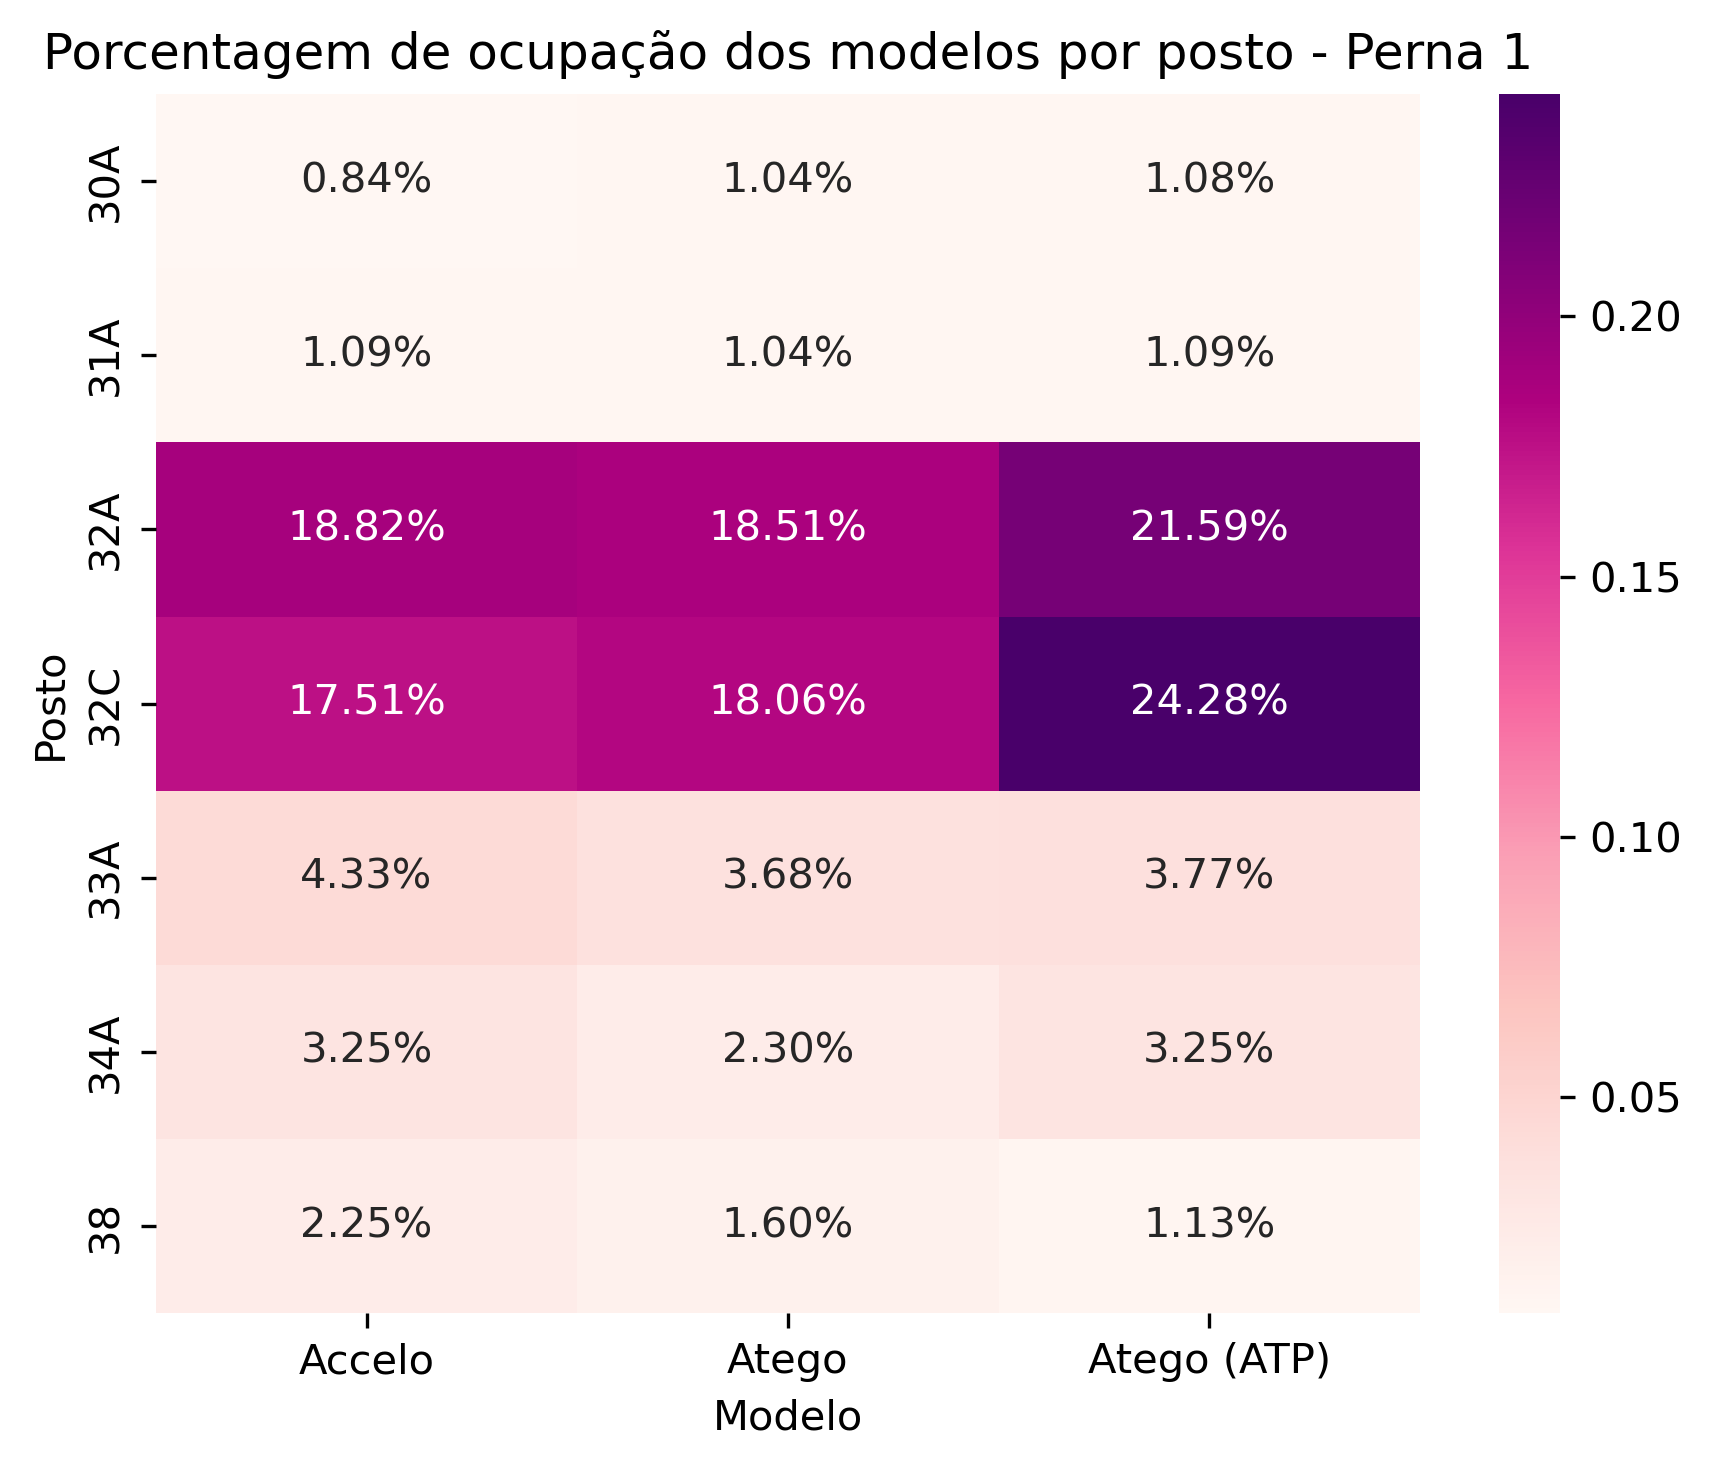 Porcentagem de ocupação dos modelos por posto - Perna 1
30A 0.84% 1.04% 1.08%
31A 1.09% 1.04% 1.09%
32A 18.82% 18.51% 21.59%
32C 17.51% 18.06% 24.28%
33A 4.33% 3.68% 3.77%
34A 3.25% 2.30% 3.25%
38 2.25% 1.60% 1.13%
Posto
Accelo Atego Atego (ATP)
Modelo
0.20
0.15
0.10
0.05